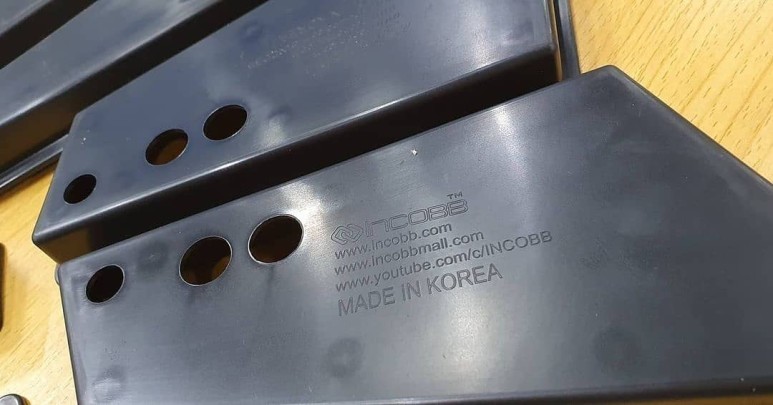 INCOBB™
www.incobb.com
www.incobbmall.com
www.youtube.com/c/INCOBB
MADE IN KOREA